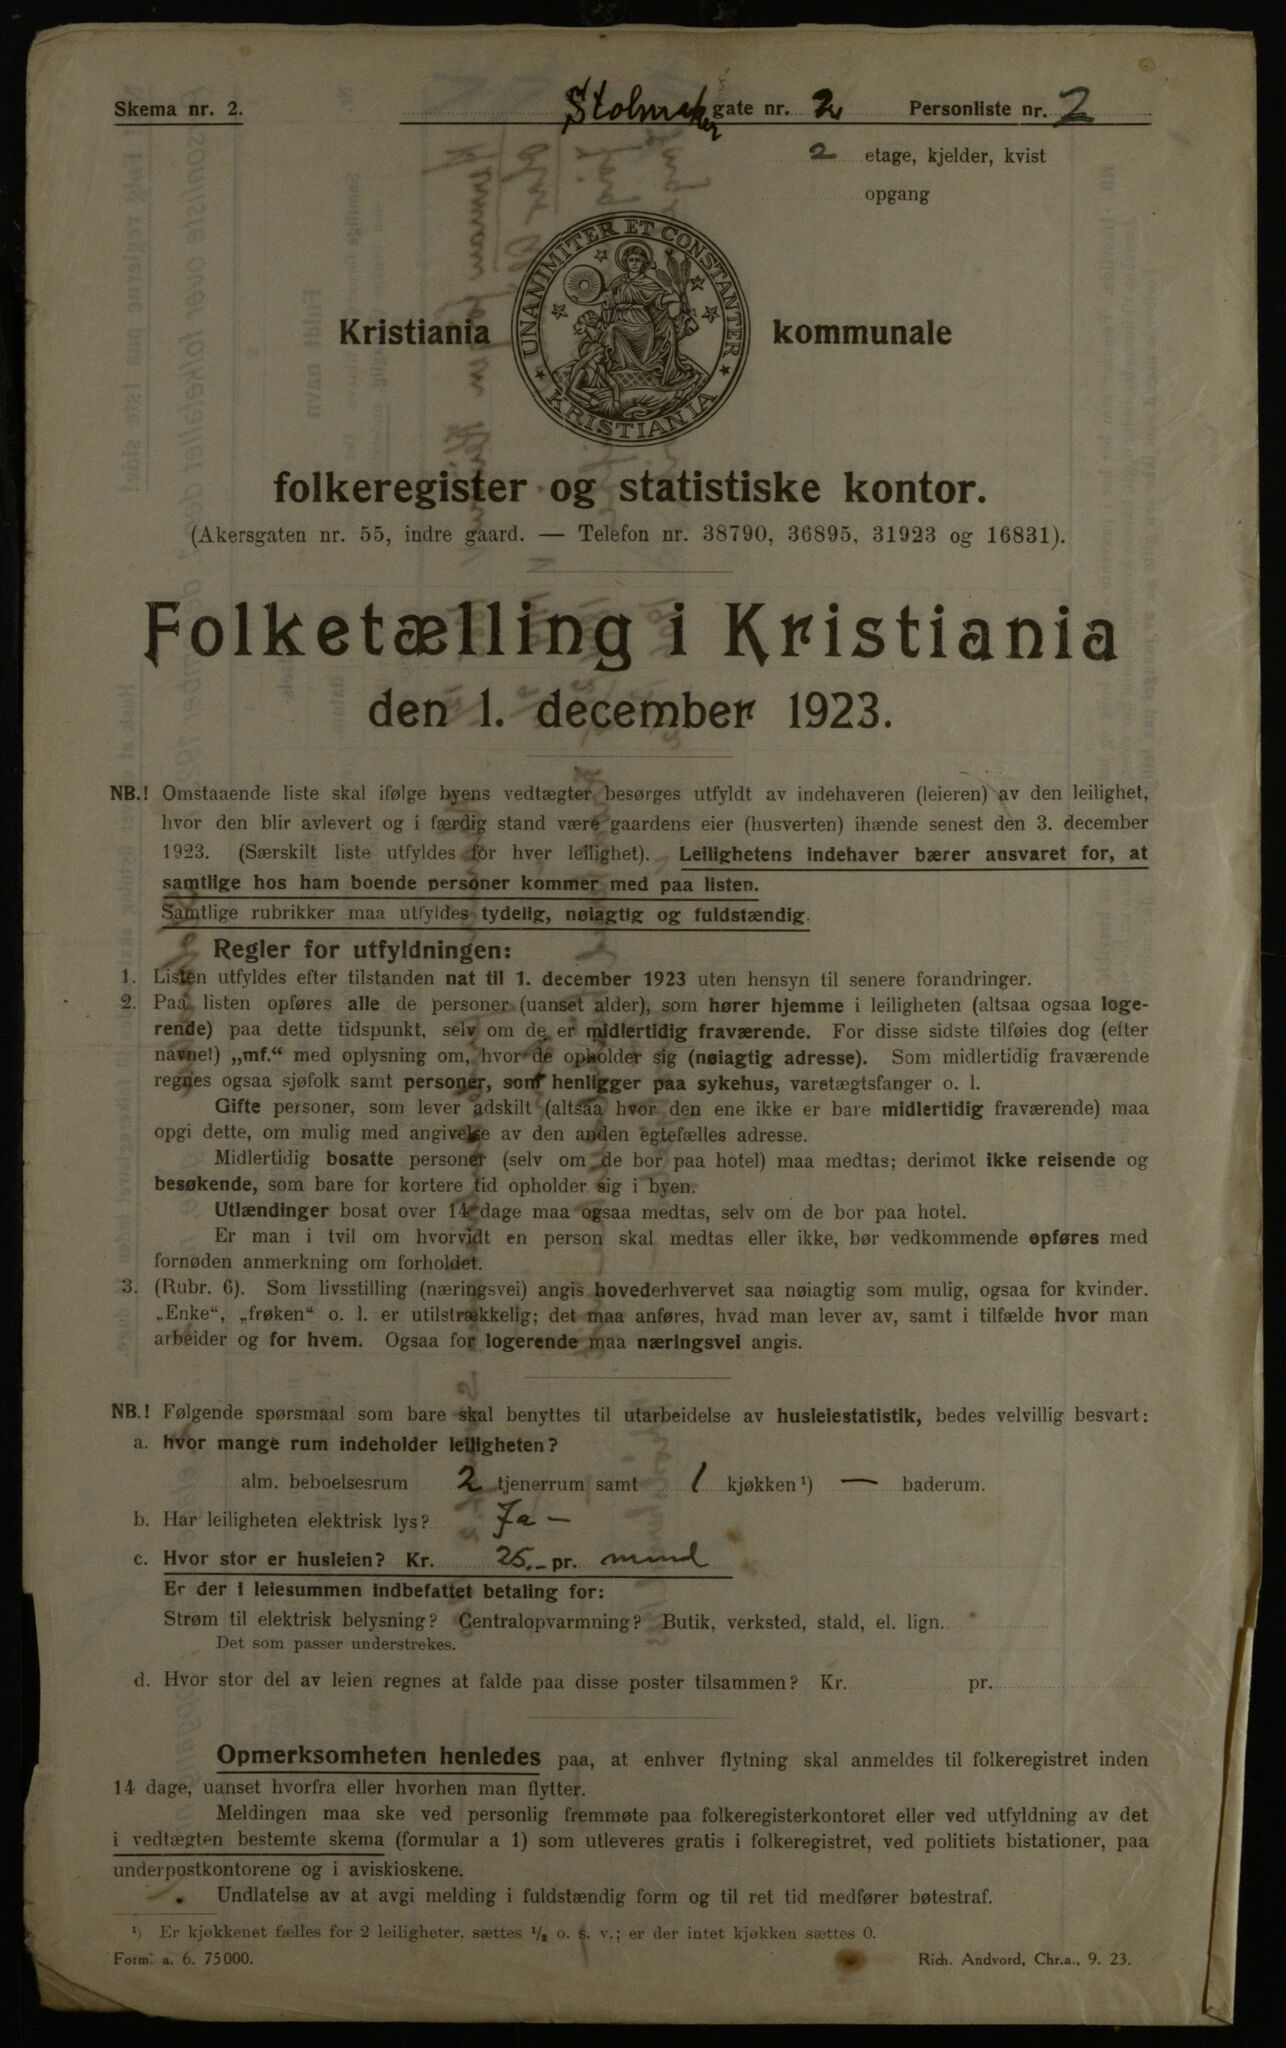 Skema nr. 2. Stolmaker gate nr. 2 Personliste nr. 2
2 etage, kjelder, kvist
opgang
UNANIMITER ET CONSTANTER
KRISTIANIA
Kristiania kommunale
folkeregister og statistiske kontor.
(Akersgaten nr. 55, indre gaard. — Telefon nr. 38790, 36895, 31923 og 16831).
Folketælling i Kristiania
den 1. december 1923.
NB.! Omstaaende liste skal ifølge byens vedtægter besørges utfyldt av indehaveren (leieren) av den leilighet,
hvor den blir avlevert og i færdig stand være gaardens eier (husverten) ihænde senest den 3. december
1923. (Særskilt liste utfyldes for hver leilighet). Leilighetens indehaver bærer ansvaret for, at
samtlige hos ham boende personer kommer med paa listen.
Samtlige rubrikker maa utfyldes tydelig, nøiagtig og fuldstændig.
Regler for utfyldningen:
1. Listen utfyldes efter tilstanden nat til 1. december 1923 uten hensyn til senere forandringer.
2. Paa listen opføres alle de personer (uanset alder), som hører hjemme i leiligheten (altsaa ogsaa loge-
rende) paa dette tidspunkt, selv om de er midlertidig fraværende. For disse sidste tilføies dog (efter
navnet) „mf.“ med oplysning om, hvor de opholder sig (nøiagtig adresse). Som midlertidig fraværende
regnes ogsaa sjøfolk samt personer, som henligger paa sykehus, varetægtsfanger o. l.
Gifte personer, som lever adskilt (altsaa hvor den ene ikke er bare midlertidig fraværende) maa
opgi dette, om mulig med angivelse av den anden egtefælles adresse.
Midlertidig bosatte personer (selv om de bor paa hotel) maa medtas; derimot ikke reisende og
besøkende, som bare for kortere tid opholder sig i byen.
Utlændinger bosat over 14 dage maa ogsaa medtas, selv om de bor paa hotel.
Er man i tvil om hvorvidt en person skal medtas eller ikke, bør vedkommende opføres med
fornøden anmerkning om forholdet.
3. (Rubr. 6). Som livsstilling (næringsvei) angis hovederhvervet saa nøiagtig som mulig, ogsaa for kvinder.
„Enke“, „frøken“ o. l. er utilstrækkelig; det maa anføres, hvad man lever av, samt i tilfælde hvor man
arbeider og for hvem. Ogsaa for logerende maa næringsvei angis.
NB.! Følgende spørsmaal som bare skal benyttes til utarbeidelse av husleiestatistik, bedes velvillig besvart:
a. hvor mange rum indeholder leiligheten?
alm. beboelsesrum 2 tjenerrum samt 1 kjøkken¹) — baderum.
b. Har leiligheten elektrisk lys? Ja —
c. Hvor stor er husleien? Kr. 25.- pr. mnd
Er der i leiesummen indbefattet betaling for:
Strøm til elektrisk belysning? Centralopvarmning? Butik, verksted, stald, el. lign.
Det som passer understrekes.
d. Hvor stor del av leien regnes at falde paa disse poster tilsammen? Kr. pr.
Opmerksomheten henledes paa, at enhver flytning skal anmeldes til folkeregistret inden
14 dage, uanset hvorfra eller hvorhen man flytter.
Meldingen maa ske ved personlig fremmøte paa folkeregisterkontoret eller ved utfyldning av det
i vedtægten bestemte skema (formular a 1) som utleveres gratis i folkeregistret, ved politiets bistationer, paa
underpostkontorene og i aviskioskene.
Undlatelse av at avgi melding i fuldstændig form og til ret tid medfører bøtestraf.
¹) Er kjøkkenet fælles for 2 leiligheter, sættes ½ o. s. v.; er der intet kjøkken sættes 0.
Form. a. 6. 75000. Rich. Andvord, Chr.a., 9. 23.